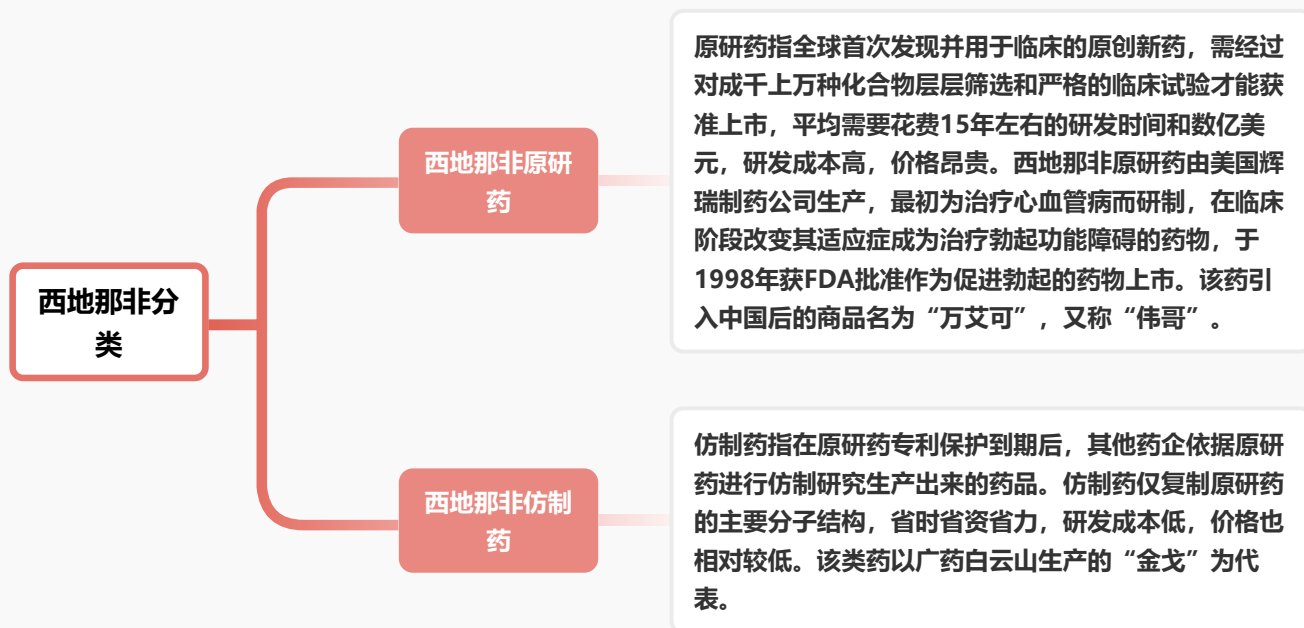 西地那非分
类
西地那非原研
药
原研药指全球首次发现并用于临床的原创新药，需经过
对成千上万种化合物层层筛选和严格的临床试验才能获
准上市，平均需要花费15年左右的研发时间和数亿美
元，研发成本高，价格昂贵。西地那非原研药由美国辉
瑞制药公司生产，最初为治疗心血管病而研制，在临床
阶段改变其适应症成为治疗勃起功能障碍的药物，于
1998年获FDA批准作为促进勃起的药物上市。该药引
入中国后的商品名为“万艾可”，又称“伟哥”。
西地那非仿制
药
仿制药指在原研药专利保护到期后，其他药企依据原研
药进行仿制研究生产出来的药品。仿制药仅复制原研药
的主要分子结构，省时省资省力，研发成本低，价格也
相对较低。该类药以广药白云山生产的“金戈”为代
表。